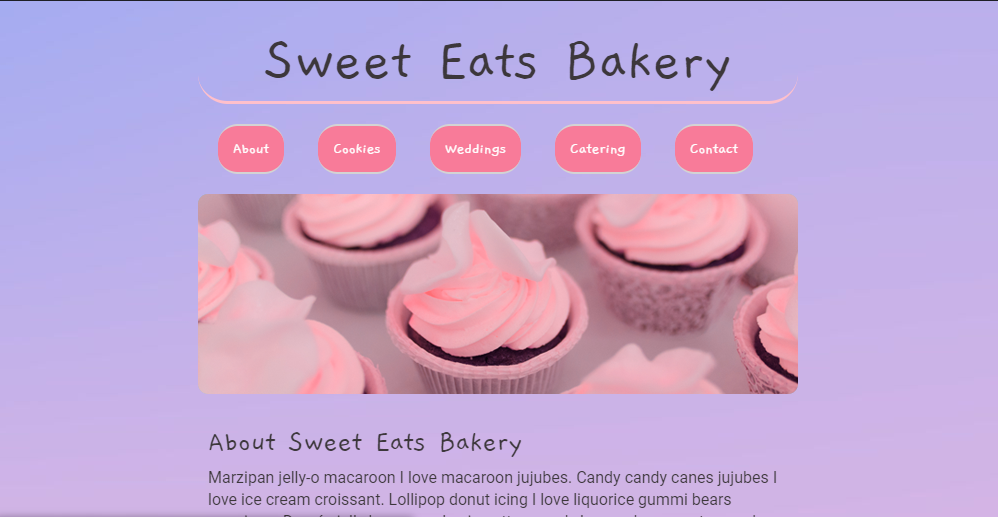 Sweet Eats Bakery
About Cookies Weddings Catering Contact
About Sweet Eats Bakery
Marzipan jelly-o macaroon I love macaroon jujubes. Candy candy canes jujubes I
love ice cream croissant. Lollipop donut icing I love liquorice gummi bears